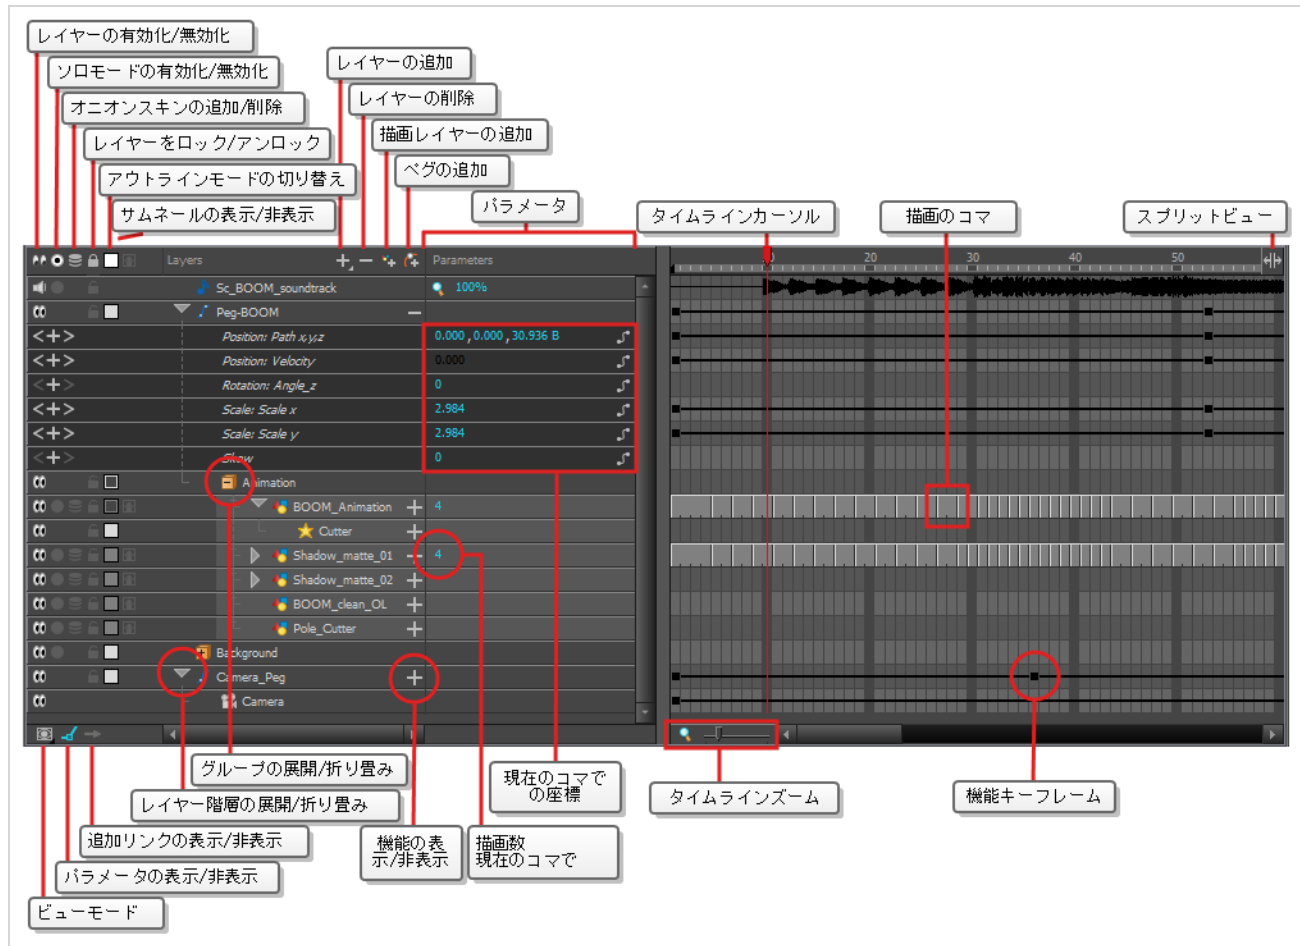 レイヤーの有効化/無効化
ソロモードの有効化/無効化
オニオンスキンの追加/削除
レイヤーをロック/アンロック
アウトラインモードの切り替え
サムネールの表示/非表示
レイヤーの追加
レイヤーの削除
描画レイヤーの追加
ペグの追加
パラメータ
タイムラインカーソル
描画のコマ
スプリットビュー
Layers
Parameters
20
30
40
50
Sc_BOOM_soundtrack
100%
Peg-BOOM
Position: Path x,y,z
0.000 , 0.000 , 30.936 B
Position: Velocity
0.000
Rotation: Angle_z
0
Scale: Scale x
2.984
Scale: Scale y
2.984
Skew
0
Animation
BOOM_Animation
4
Cutter
Shadow_matte_01
4
Shadow_matte_02
BOOM_clean_OL
Pole_Cutter
Background
Camera_Peg
Camera
グループの展開/折り畳み
レイヤー階層の展開/折り畳み
追加リンクの表示/非表示
パラメータの表示/非表示
ビューモード
機能の表
示/非表示
描画数
現在のコマで
現在のコマで
の座標
タイムラインズーム
機能キーフレーム